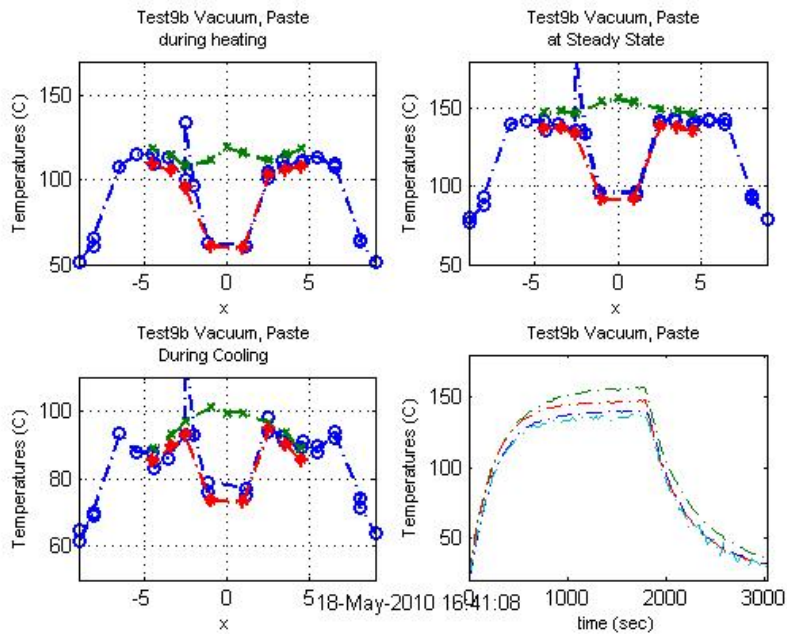 Test9b Vacuum, Paste
during heating
Temperatures (C)
150
100
50
-5 0 5
x
Test9b Vacuum, Paste
at Steady State
Temperatures (C)
150
100
50
-5 0 5
x
Test9b Vacuum, Paste
During Cooling
Temperatures (C)
100
80
60
-5 0 5
x
Test9b Vacuum, Paste
Temperatures (C)
150
100
50
0 1000 2000 3000
time (sec)
18-May-2010 16:41:08